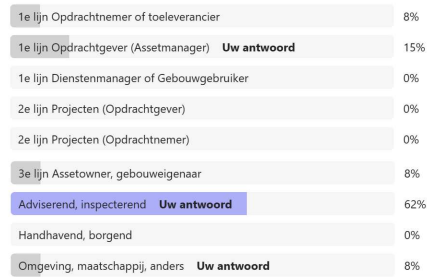 1e lijn Opdrachtnemer of toeleverancier 8%
1e lijn Opdrachtgever (Assetmanager) Uw antwoord 15%
1e lijn Dienstenmanager of Gebouwgebruiker 0%
2e lijn Projecten (Opdrachtgever) 0%
2e lijn Projecten (Opdrachtnemer) 0%
3e lijn Assetowner, gebouweigenaar 8%
Adviserend, inspecterend Uw antwoord 62%
Handhavend, borgend 0%
Omgeving, maatschappij, anders Uw antwoord 8%